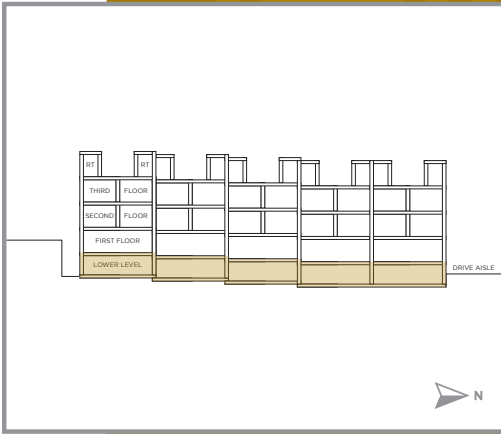 RT RT
THIRD FLOOR
SECOND FLOOR
FIRST FLOOR
LOWER LEVEL
DRIVE AISLE
N